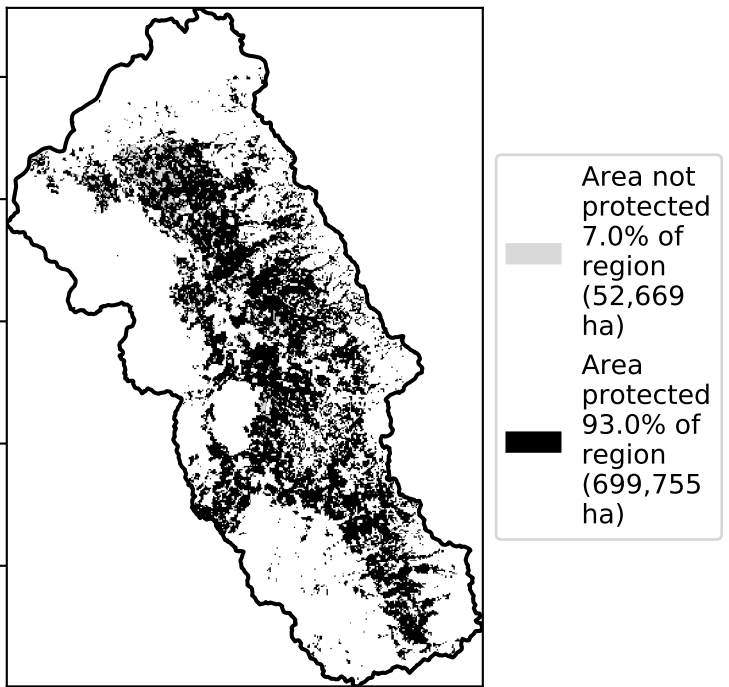 Area not
protected
7.0% of
region
(52,669
ha)
Area
protected
93.0% of
region
(699,755
ha)